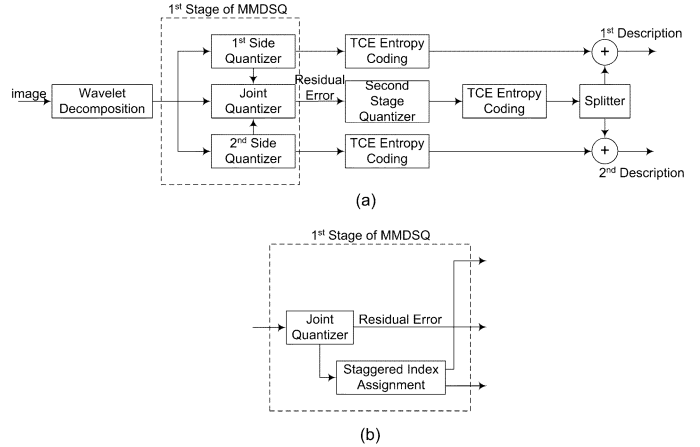 1st Stage of MMDSQ
1st Side
Quantizer
TCE Entropy
Coding
1st Description
+
image
Wavelet
Decomposition
Joint
Quantizer
Residual
Error
Second
Stage
Quantizer
TCE Entropy
Coding
Splitter
2nd Side
Quantizer
TCE Entropy
Coding
+
2nd Description
(a)
1st Stage of MMDSQ
Joint
Quantizer
Residual Error
Staggered Index
Assignment
(b)